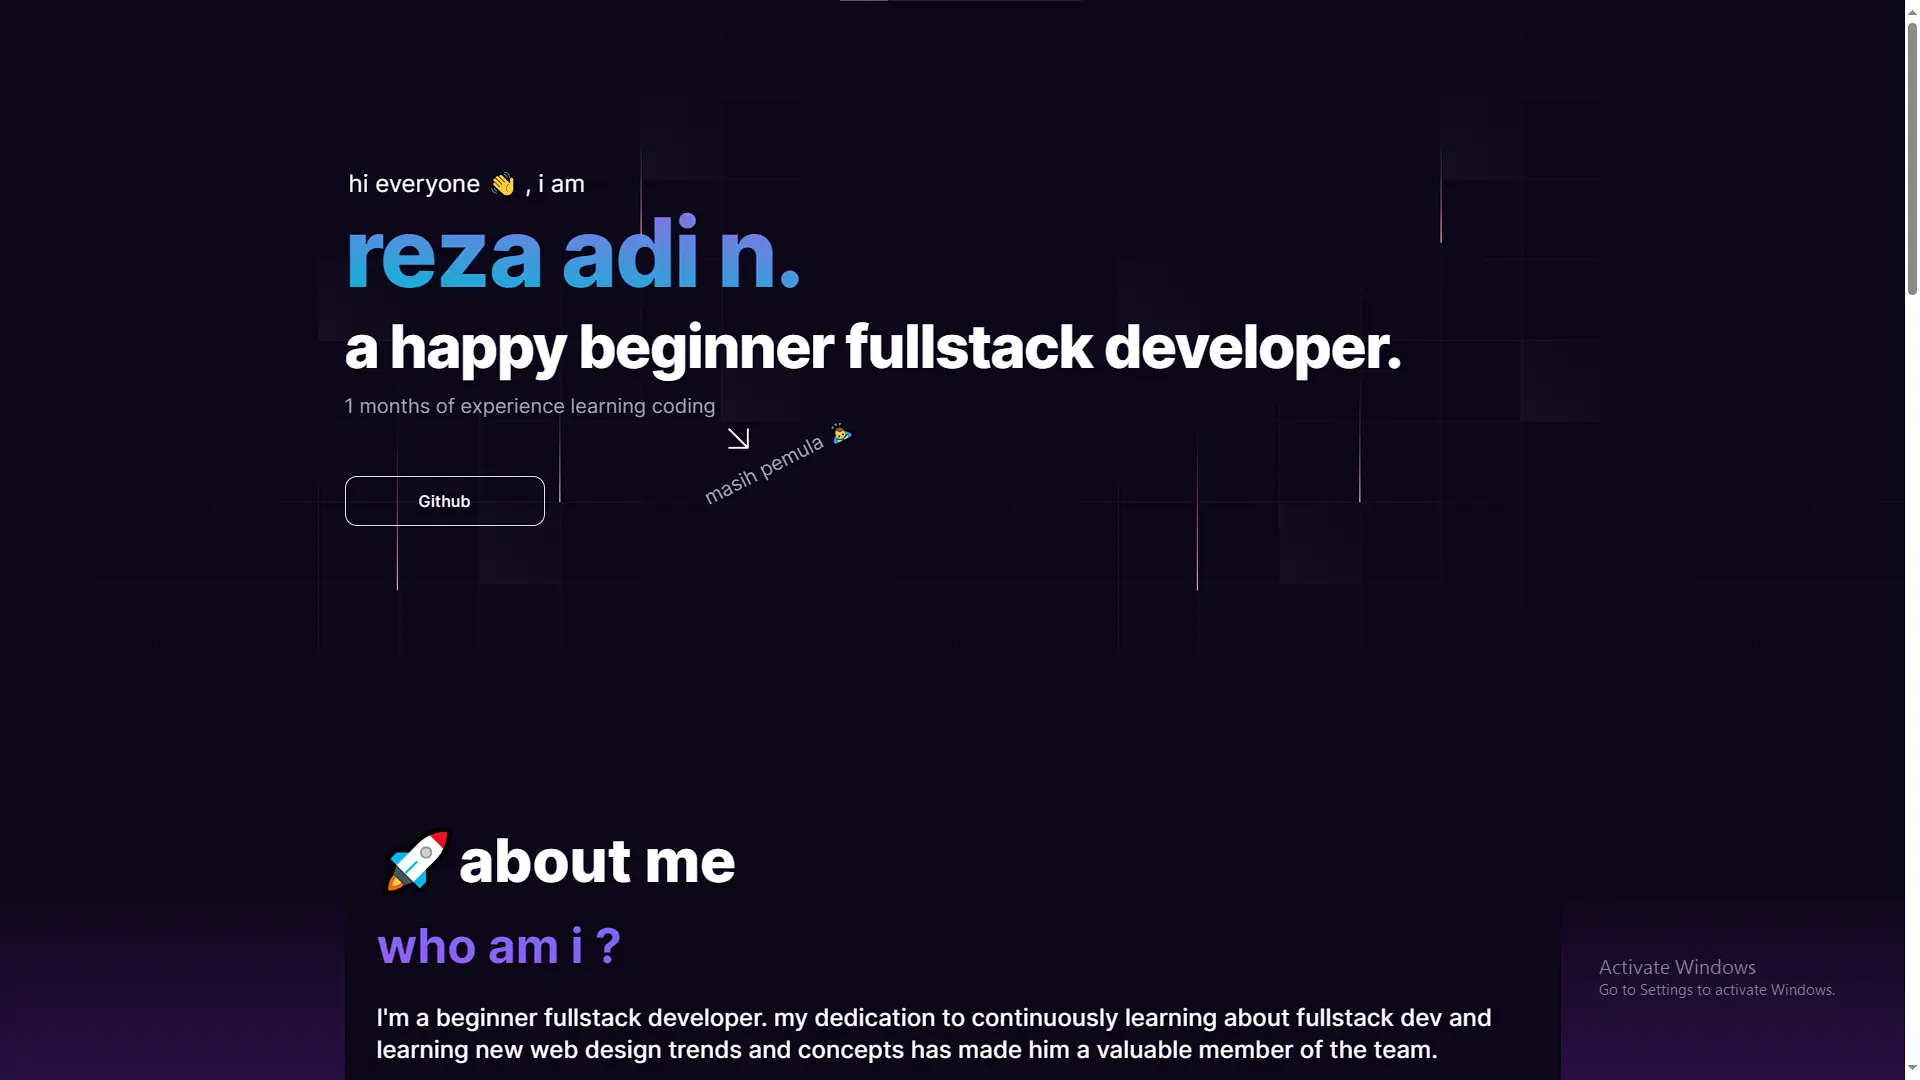 hi everyone 👋 , i am
reza adi n.
a happy beginner fullstack developer.
1 months of experience learning coding
masih pemula
Github
🚀 about me
who am i ?
I'm a beginner fullstack developer. my dedication to continuously learning about fullstack dev and
learning new web design trends and concepts has made him a valuable member of the team.
Activate Windows
Go to Settings to activate Windows.